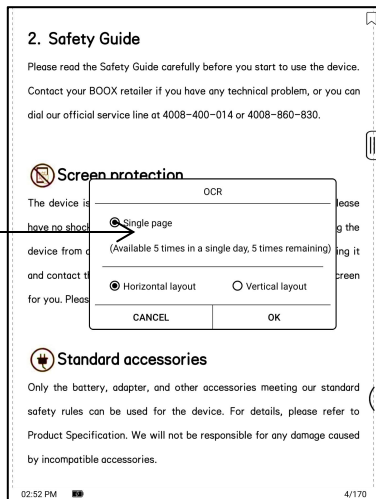 2. Safety Guide
Please read the Safety Guide carefully before you start to use the device.
Contact your BOOX retailer if you have any technical problem, or you can
dial our official service line at 4008-400-014 or 4008-860-830.
Screen protection
The device is lease
OCR
have no shock g the
Single page
device from ing it
(Available 5 times in a single day, 5 times remaining)
and contact creen
for you. Pleas
Horizontal layout Vertical layout
CANCEL OK
Standard accessories
Only the battery, adapter, and other accessories meeting our standard
safety rules can be used for the device. For details, please refer to
Product Specification. We will not be responsible for any damage caused
by incompatible accessories.
02:52 PM 4/170